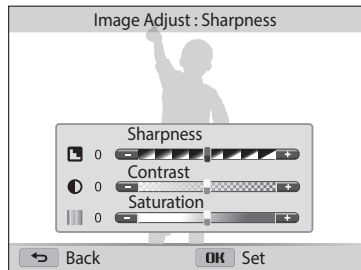 Image Adjust : Sharpness
Sharpness
0 - +
Contrast
0 - +
Saturation
0 - +
Back OK Set